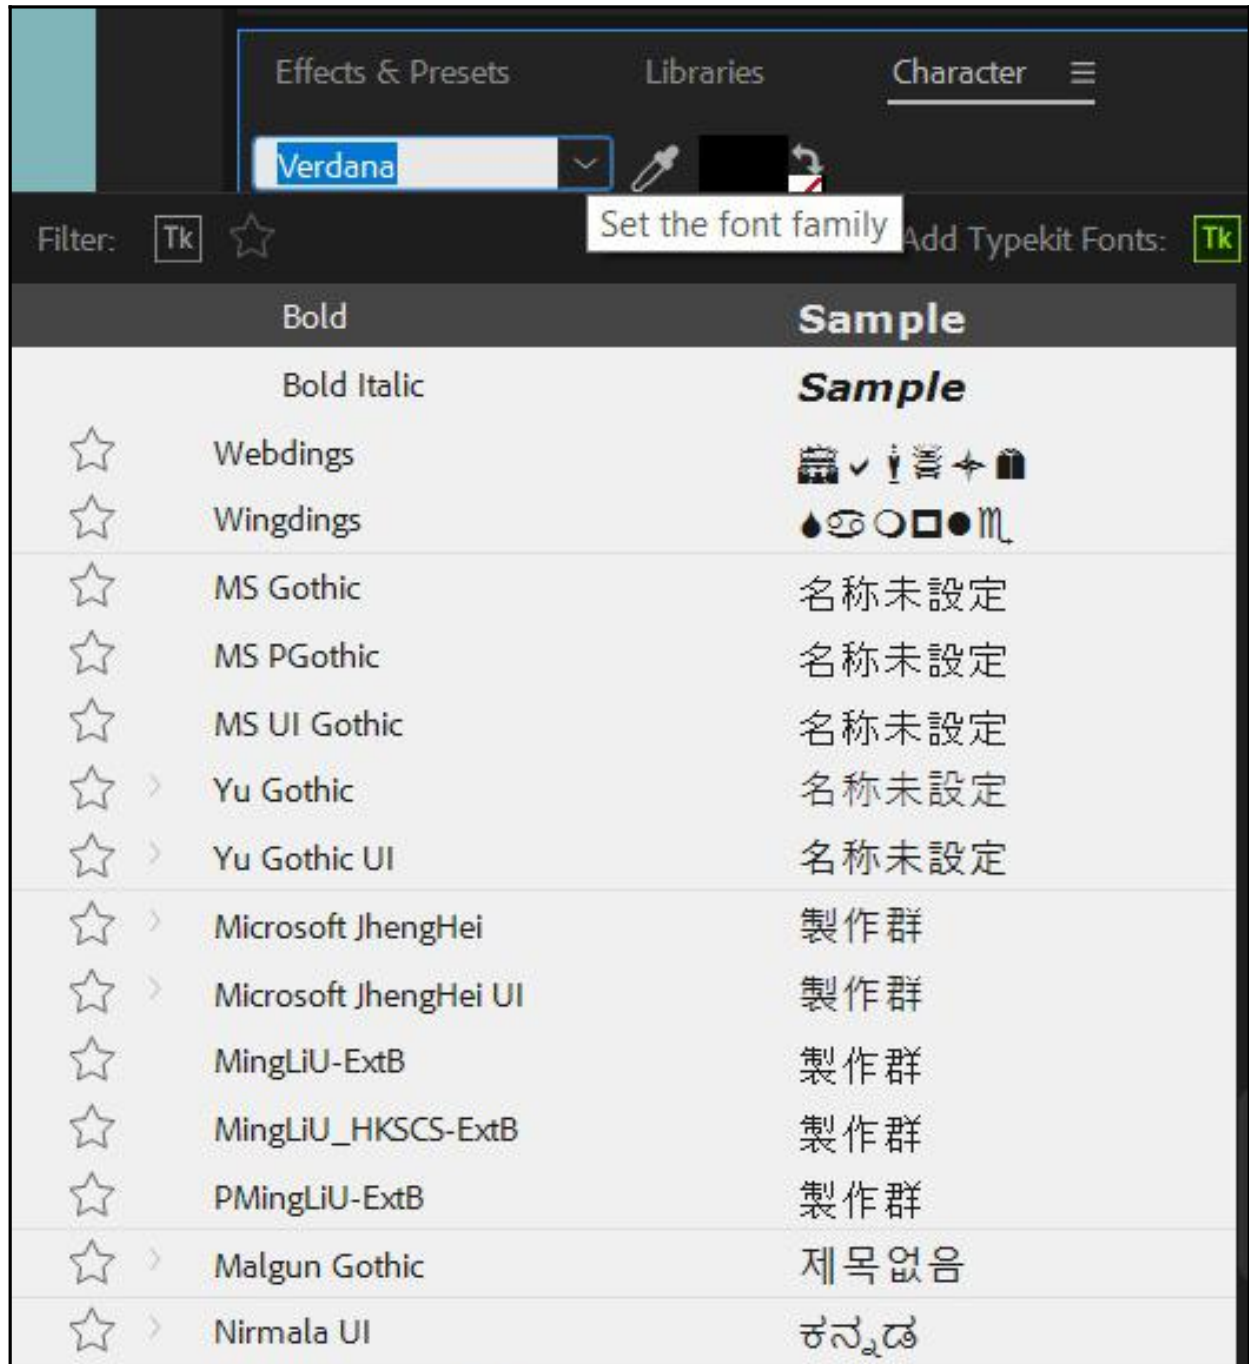 Effects & Presets Libraries Character
Verdana
Set the font family
Filter: Tk Add Typekit Fonts: Tk
Bold Sample
Bold Italic Sample
Webdings
Wingdings
MS Gothic 名称未設定
MS PGothic 名称未設定
MS UI Gothic 名称未設定
Yu Gothic 名称未設定
Yu Gothic UI 名称未設定
Microsoft JhengHei 製作群
Microsoft JhengHei UI 製作群
MingLiU-ExtB 製作群
MingLiU_HKSCS-ExtB 製作群
PMingLiU-ExtB 製作群
Malgun Gothic 제목없음
Nirmala UI ಕನ್ನಡ